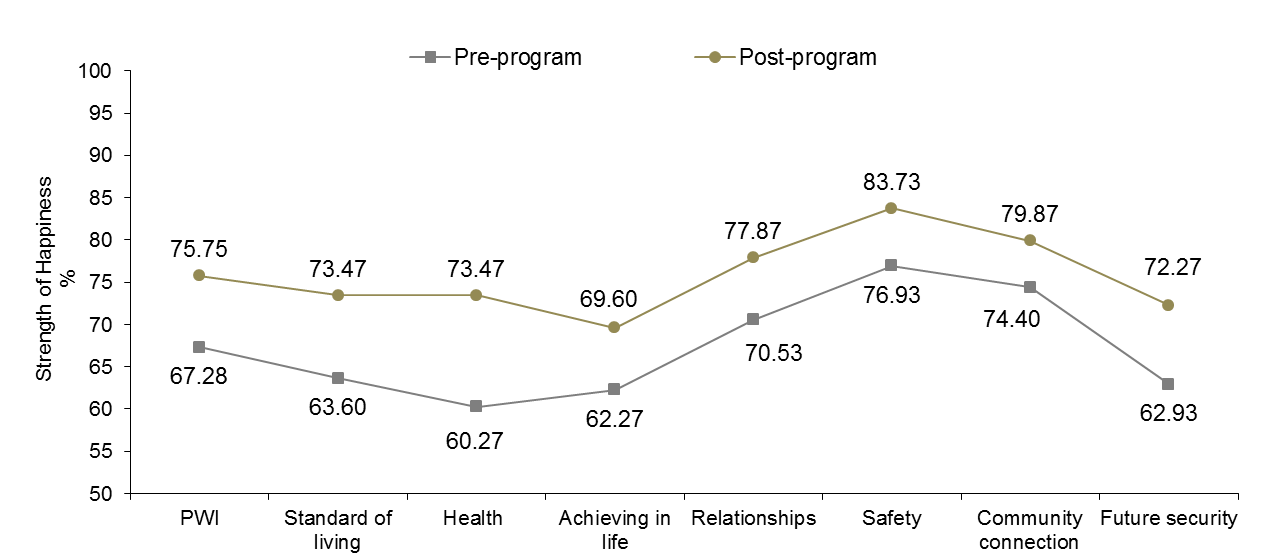 Pre-program Post-program
100
95
90
85
80
75
70
65
60
55
50
Strength of Happiness
%
75.75 73.47 73.47 69.60 77.87 83.73 79.87 72.27
67.28 63.60 60.27 62.27 70.53 76.93 74.40 62.93
PWI Standard of Health Achieving in Relationships Safety Community Future security
living life connection